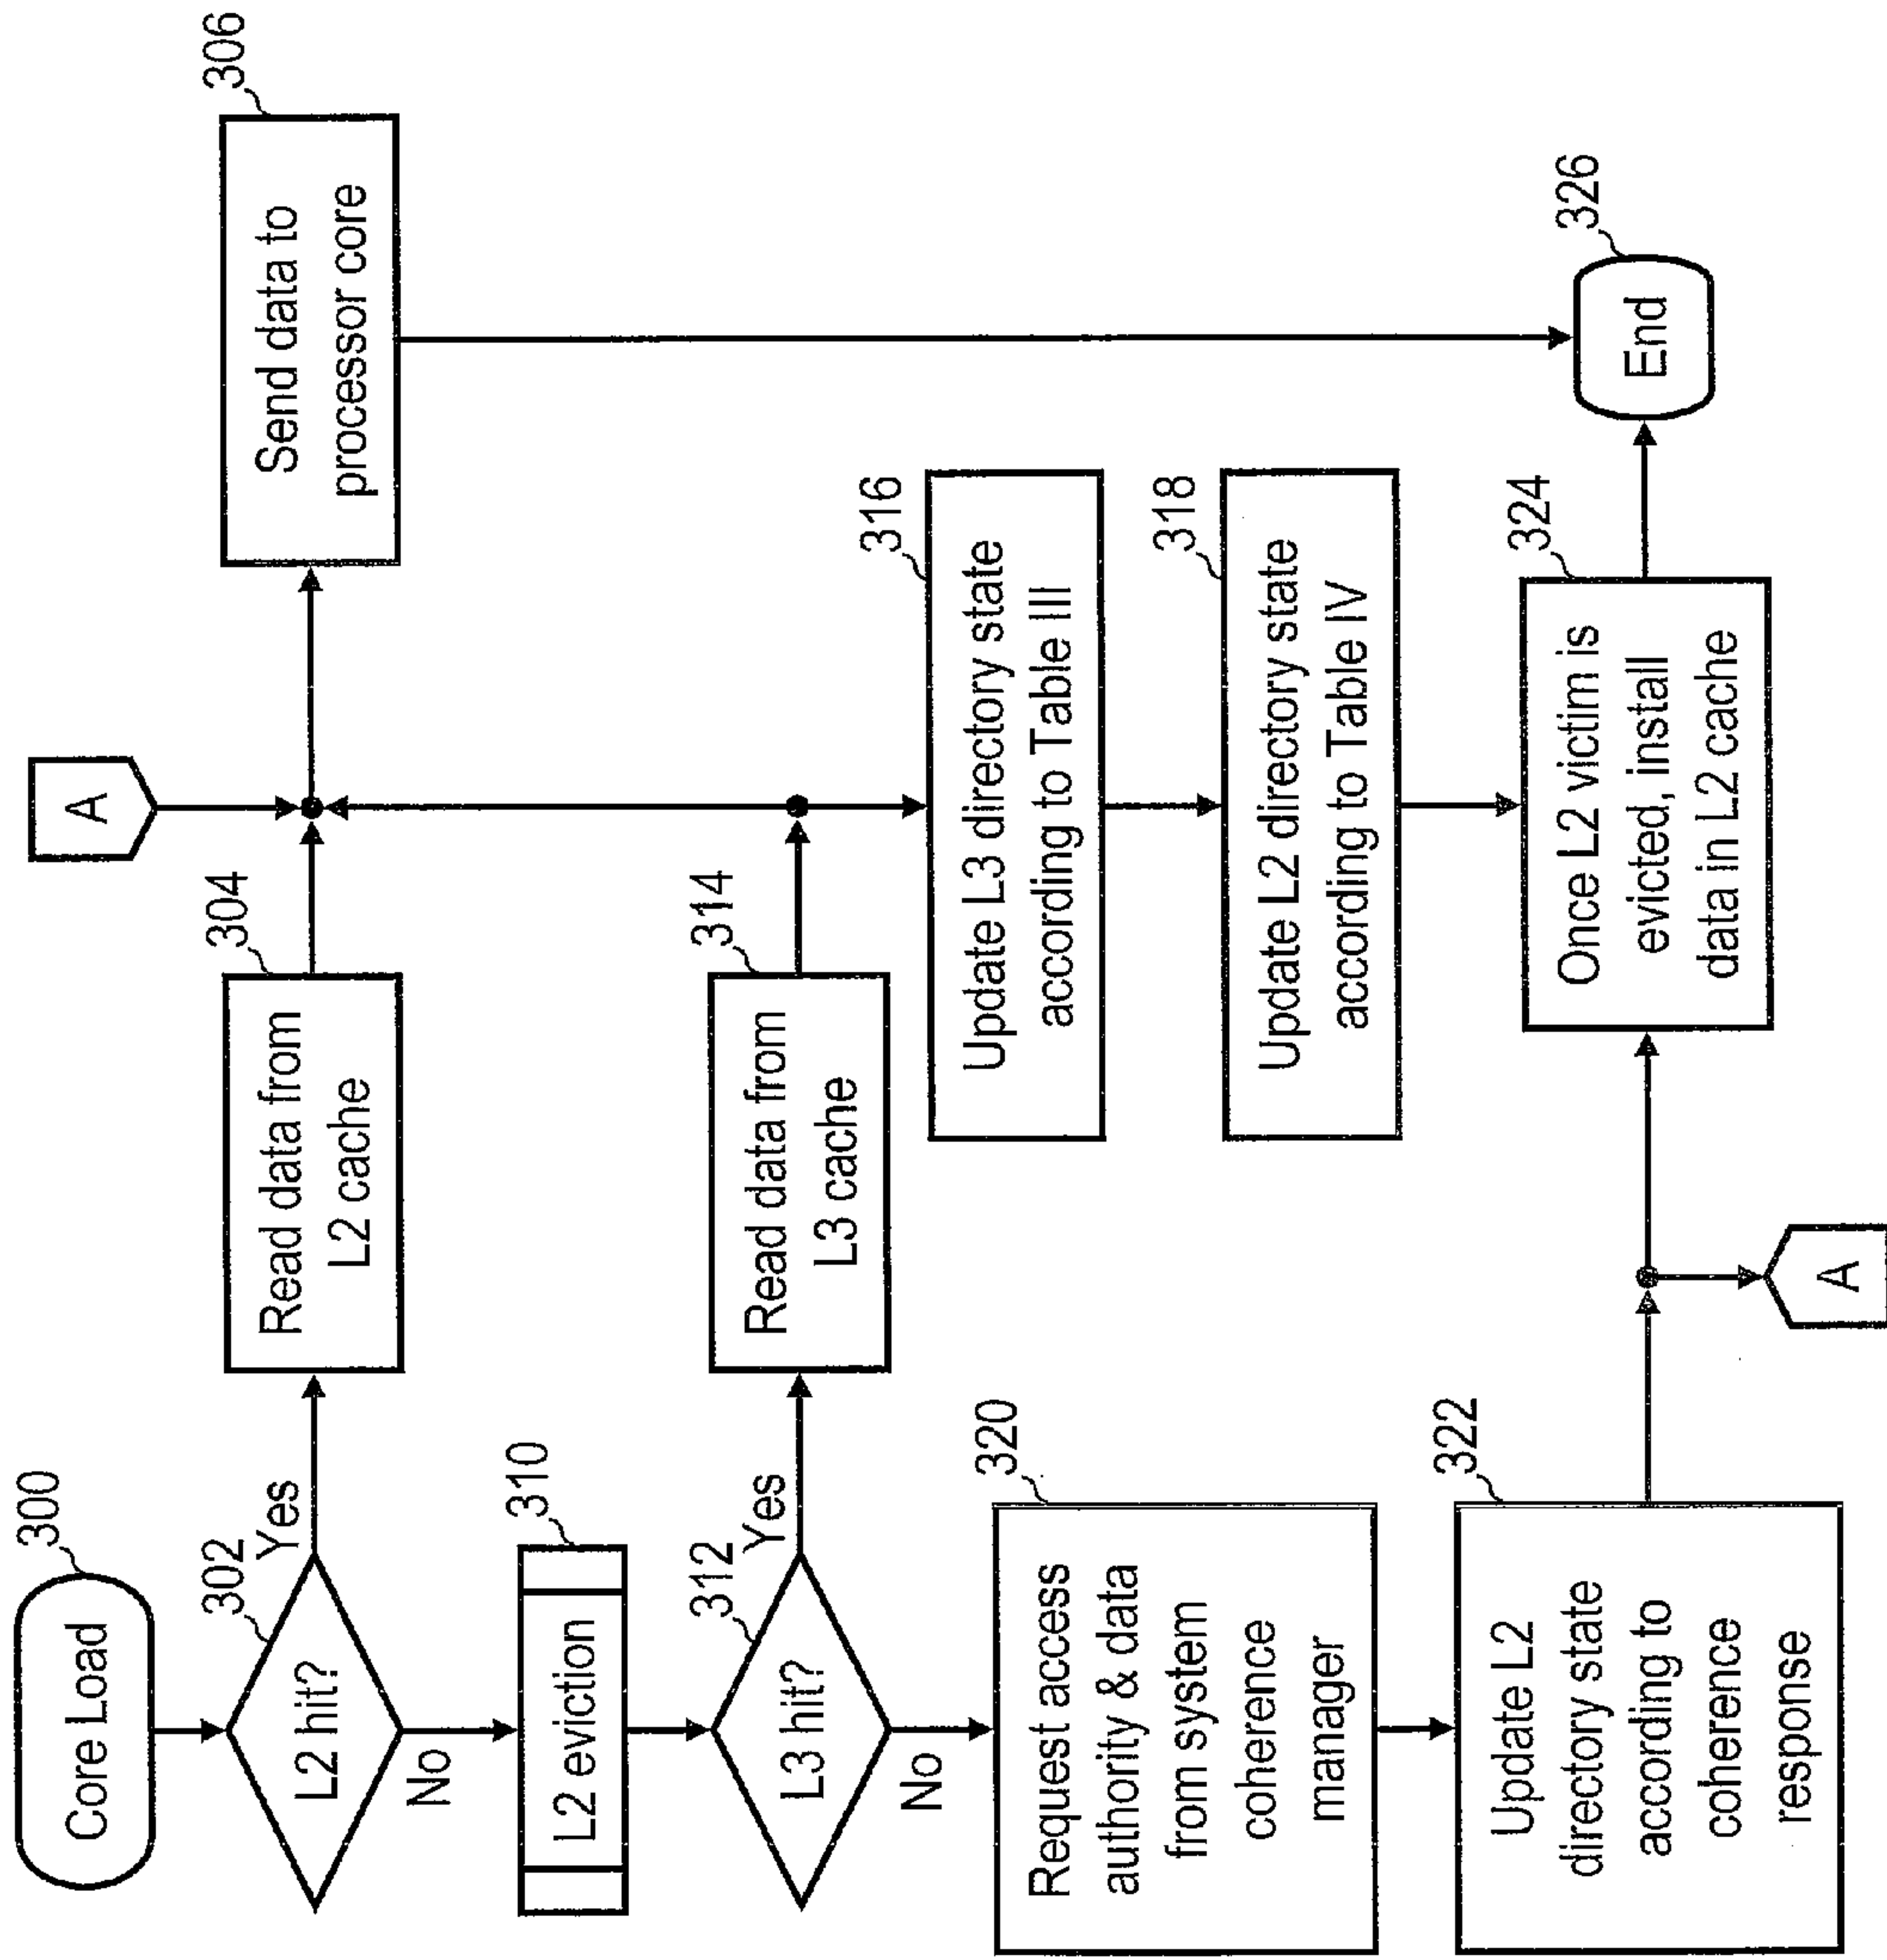 Core Load
300
L2 hit?
302
Yes
No
Read data from
L2 cache
304
A
Send data to
processor core
306
L2 eviction
310
L3 hit?
312
Yes
No
Read data from
L3 cache
314
Update L3 directory state
according to Table III
316
Update L2 directory state
according to Table IV
318
Request access
authority & data
from system
coherence
manager
320
Update L2
directory state
according to
coherence
response
322
A
Once L2 victim is
evicted, install
data in L2 cache
324
End
326